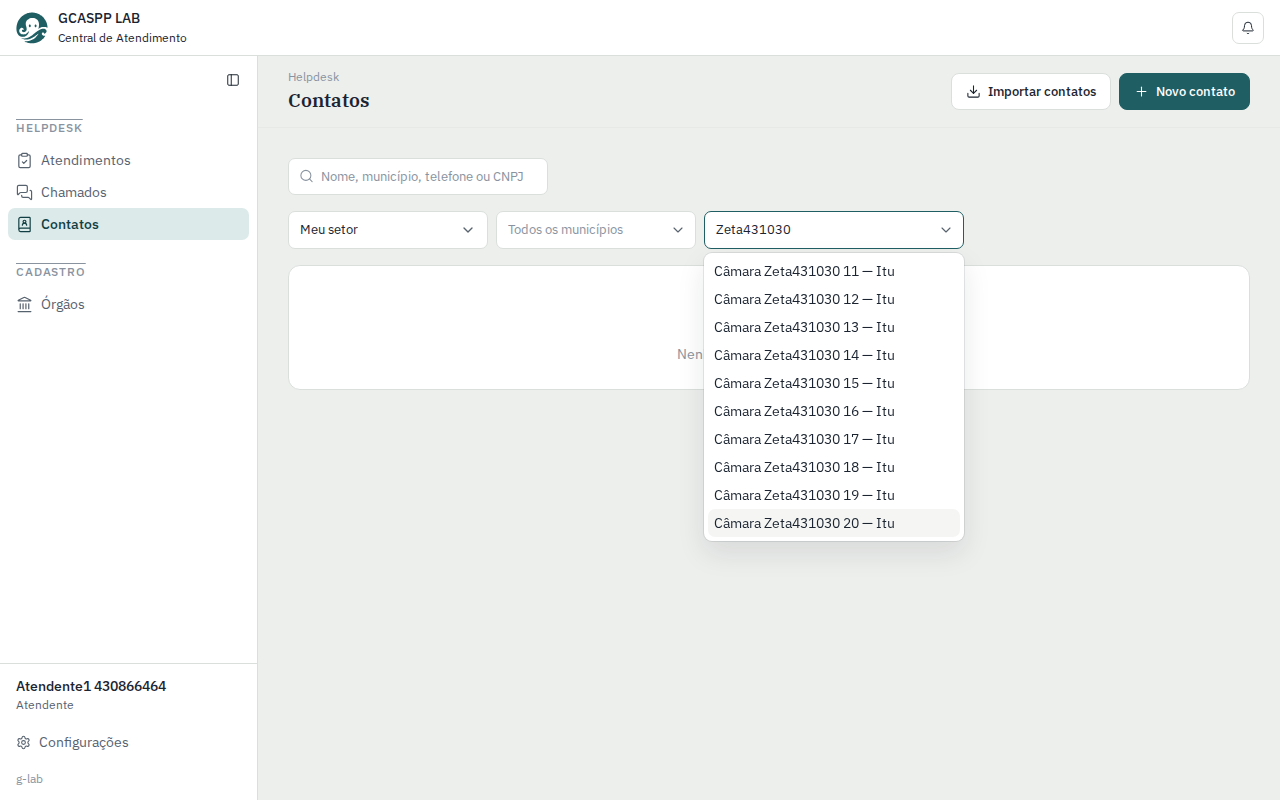 GCASPP LAB
Central de Atendimento
HELPDESK
Atendimentos
Chamados
Contatos
CADASTRO
Órgãos
Atendente1 430866464
Atendente
Configurações
g-lab
Helpdesk
Contatos
Importar contatos
Novo contato
Nome, município, telefone ou CNPJ
Meu setor
Todos os municípios
Zeta431030
Câmara Zeta431030 11 — Itu
Câmara Zeta431030 12 — Itu
Câmara Zeta431030 13 — Itu
Câmara Zeta431030 14 — Itu
Câmara Zeta431030 15 — Itu
Câmara Zeta431030 16 — Itu
Câmara Zeta431030 17 — Itu
Câmara Zeta431030 18 — Itu
Câmara Zeta431030 19 — Itu
Câmara Zeta431030 20 — Itu